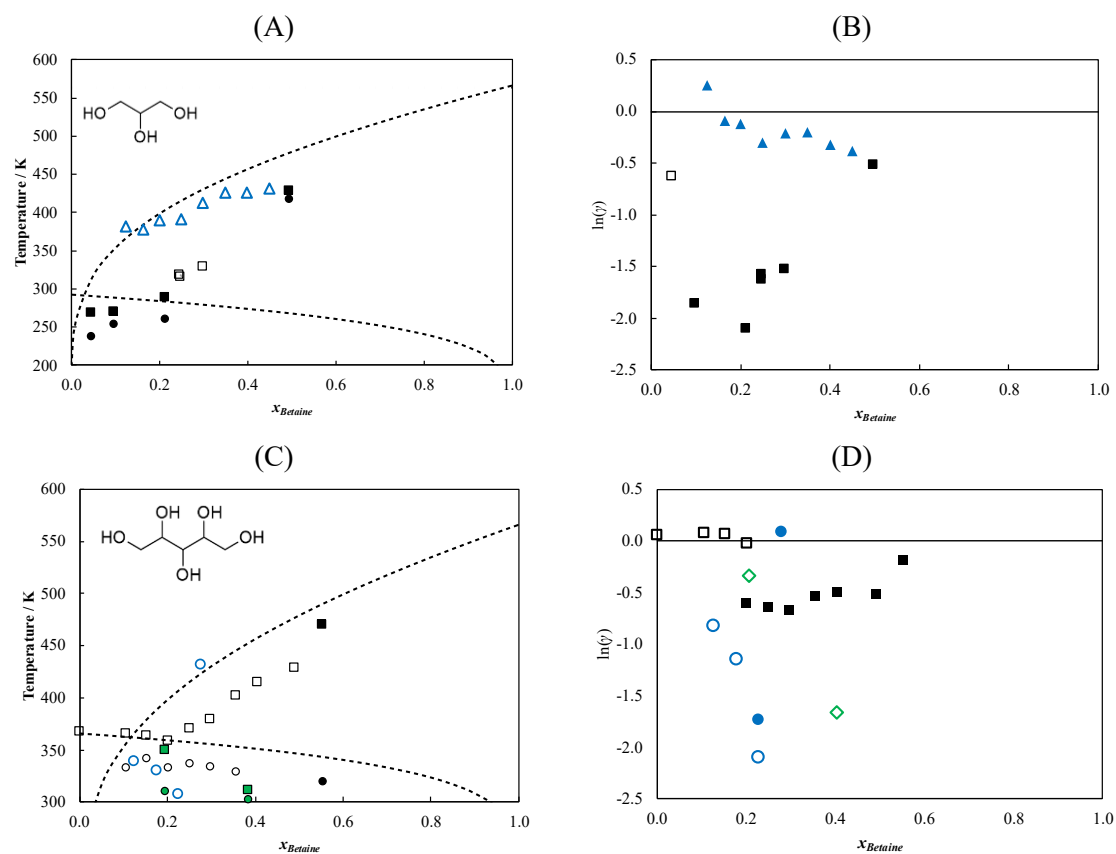 (A)
600
550
500
450
400
350
300
250
200
Temperature / K
HO
OH
OH
0.0 0.2 0.4 0.6 0.8 1.0
xBetaine
(B)
0.5
0.0
-0.5
-1.0
-1.5
-2.0
-2.5
ln(γ)
0.0 0.2 0.4 0.6 0.8 1.0
xBetaine
(C)
600
550
500
450
400
350
300
Temperature / K
OH OH
HO OH
OH
0.0 0.2 0.4 0.6 0.8 1.0
xBetaine
(D)
0.5
0.0
-0.5
-1.0
-1.5
-2.0
-2.5
ln(γ)
0.0 0.2 0.4 0.6 0.8 1.0
xBetaine